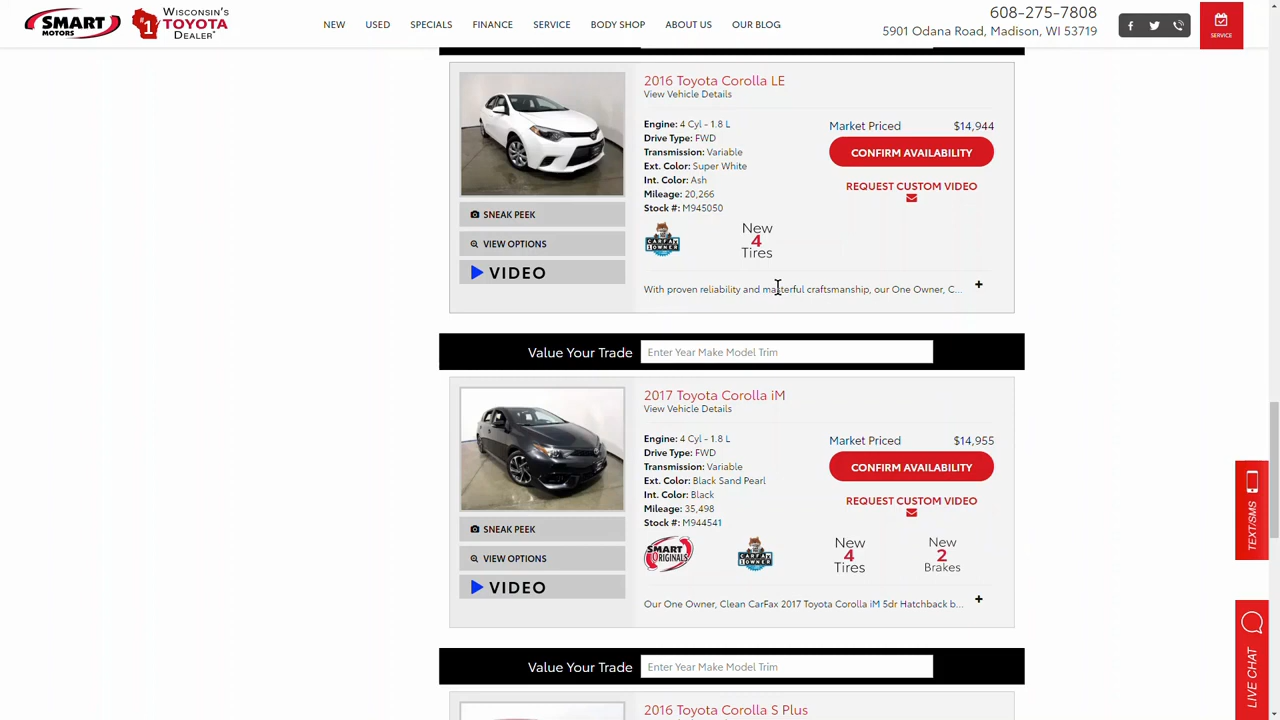 SMART
MOTORS
WISCONSIN'S
#1 TOYOTA
DEALER
NEW USED SPECIALS FINANCE SERVICE BODY SHOP ABOUT US OUR BLOG
608-275-7808
5901 Odana Road, Madison, WI 53719
SERVICE
2016 Toyota Corolla LE
View Vehicle Details
Engine: 4 Cyl - 1.8 L
Drive Type: FWD
Transmission: Variable
Ext. Color: Super White
Int. Color: Ash
Mileage: 20,266
Stock #: M945050
Market Priced $14,944
CONFIRM AVAILABILITY
REQUEST CUSTOM VIDEO
SNEAK PEEK
VIEW OPTIONS
VIDEO
CARFAX
1 OWNER
New
4
Tires
With proven reliability and masterful craftsmanship, our One Owner, C... +
Value Your Trade Enter Year Make Model Trim
2017 Toyota Corolla iM
View Vehicle Details
Engine: 4 Cyl - 1.8 L
Drive Type: FWD
Transmission: Variable
Ext. Color: Black Sand Pearl
Int. Color: Black
Mileage: 35,498
Stock #: M944541
Market Priced $14,955
CONFIRM AVAILABILITY
REQUEST CUSTOM VIDEO
SNEAK PEEK
VIEW OPTIONS
VIDEO
SMART
ORIGINALS
CARFAX
1 OWNER
New
4
Tires
New
2
Brakes
Our One Owner, Clean CarFax 2017 Toyota Corolla iM 5dr Hatchback b... +
Value Your Trade Enter Year Make Model Trim
2016 Toyota Corolla S Plus
TEXT/SMS
LIVE CHAT